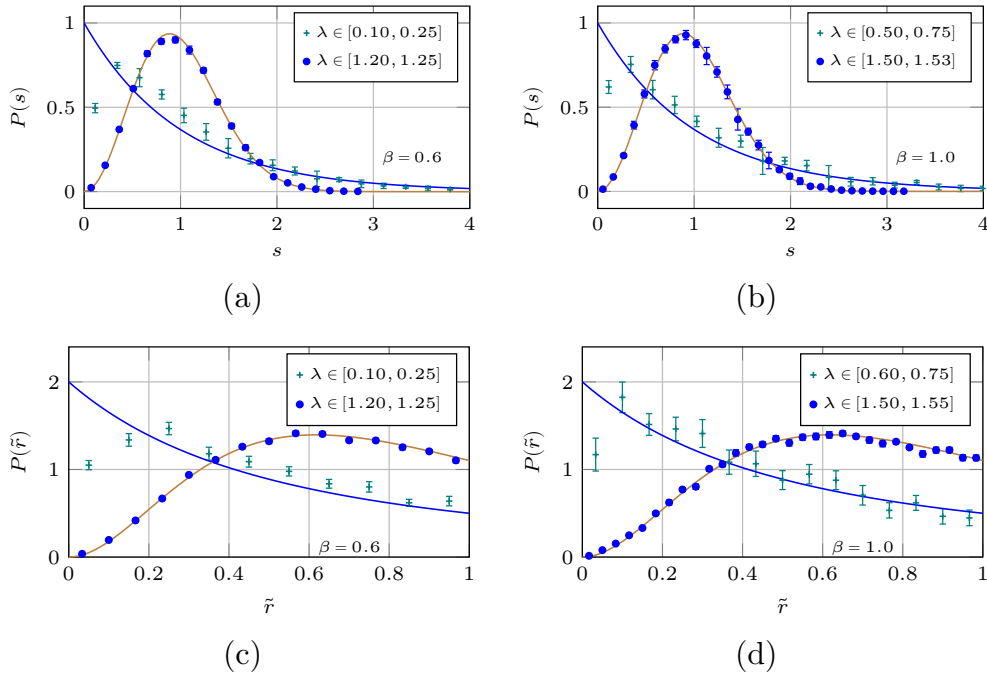 1
0.5
0
P(s)
λ ∈ [0.10, 0.25]
λ ∈ [1.20, 1.25]
β = 0.6
0 1 2 3 4
s
(a)
1
0.5
0
P(s)
λ ∈ [0.50, 0.75]
λ ∈ [1.50, 1.53]
β = 1.0
0 1 2 3 4
s
(b)
2
1
0
P(r̃)
λ ∈ [0.10, 0.25]
λ ∈ [1.20, 1.25]
β = 0.6
0 0.2 0.4 0.6 0.8 1
r̃
(c)
2
1
0
P(r̃)
λ ∈ [0.60, 0.75]
λ ∈ [1.50, 1.55]
β = 1.0
0 0.2 0.4 0.6 0.8 1
r̃
(d)